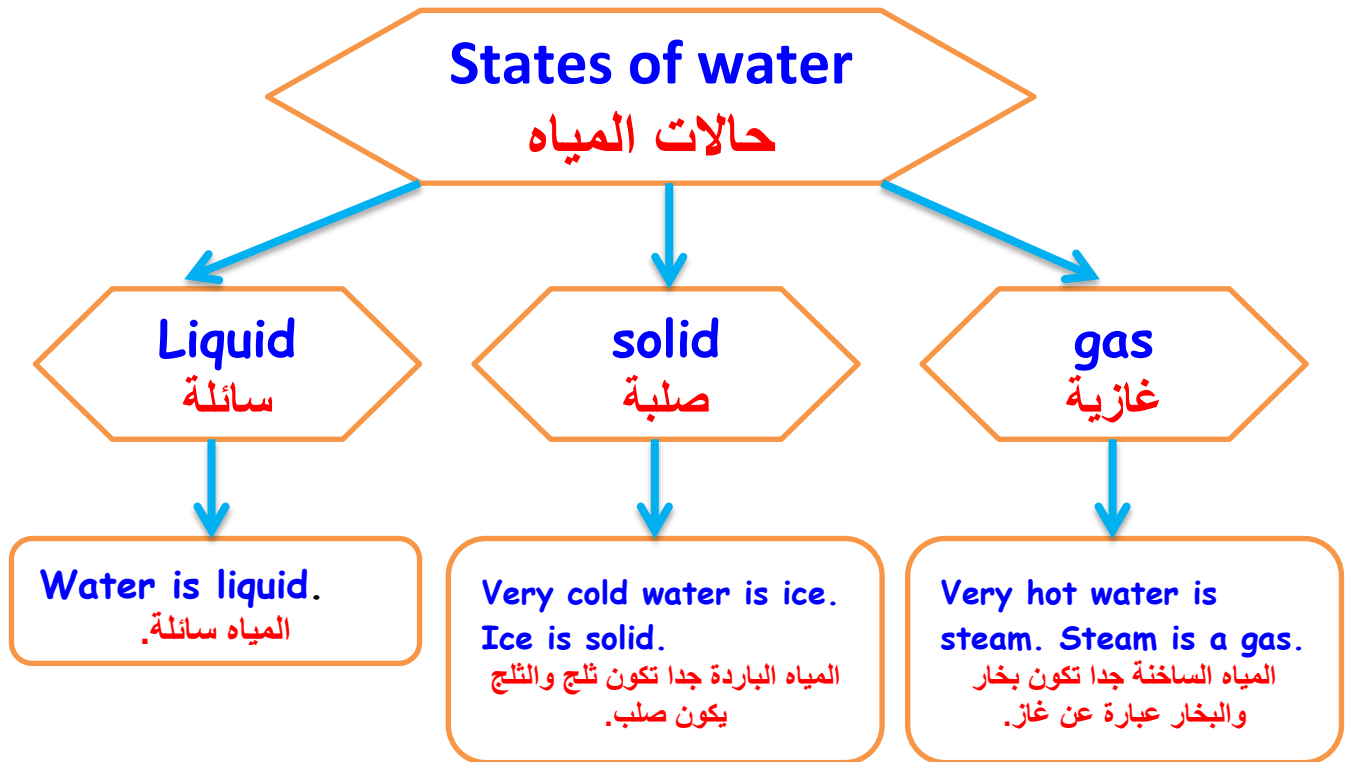 States of water
حالات المياه
Liquid
سائلة
solid
صلبة
gas
غازية
Water is liquid.
المياه سائلة.
Very cold water is ice.
Ice is solid.
المياه الباردة جدا تكون ثلج والثلج
يكون صلب.
Very hot water is
steam. Steam is a gas.
المياه الساخنة جدا تكون بخار
والبخار عبارة عن غاز.